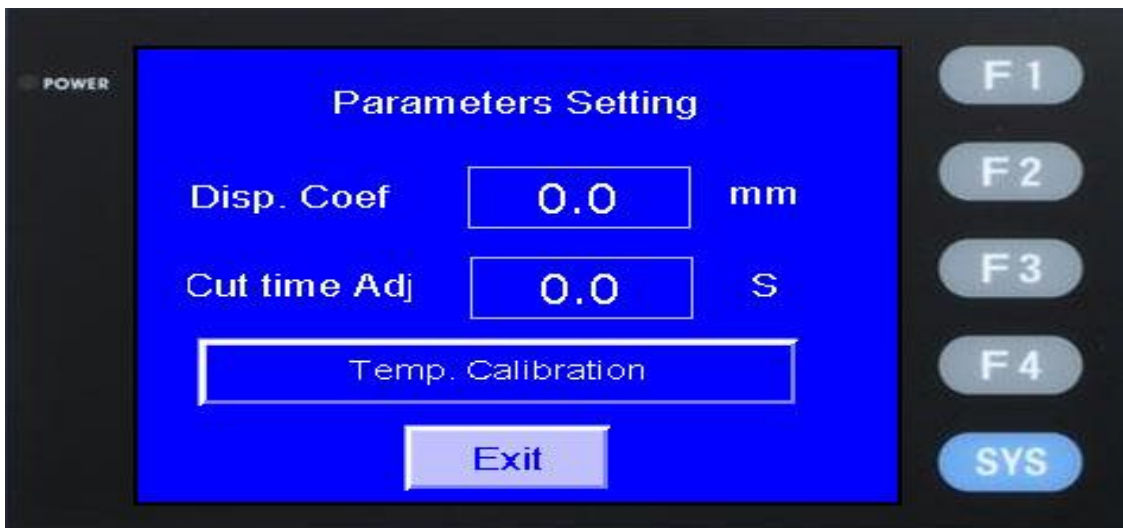 POWER
Parameters Setting
Disp. Coef 0.0 mm
Cut time Adj 0.0 S
Temp. Calibration
Exit
F1
F2
F3
F4
SYS